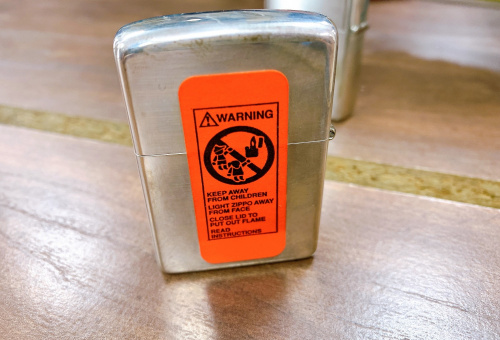 WARNING
KEEP AWAY
FROM CHILDREN
LIGHT ZIPPO AWAY
FROM FACE
CLOSE LID TO
PUT OUT FLAME
READ
INSTRUCTIONS